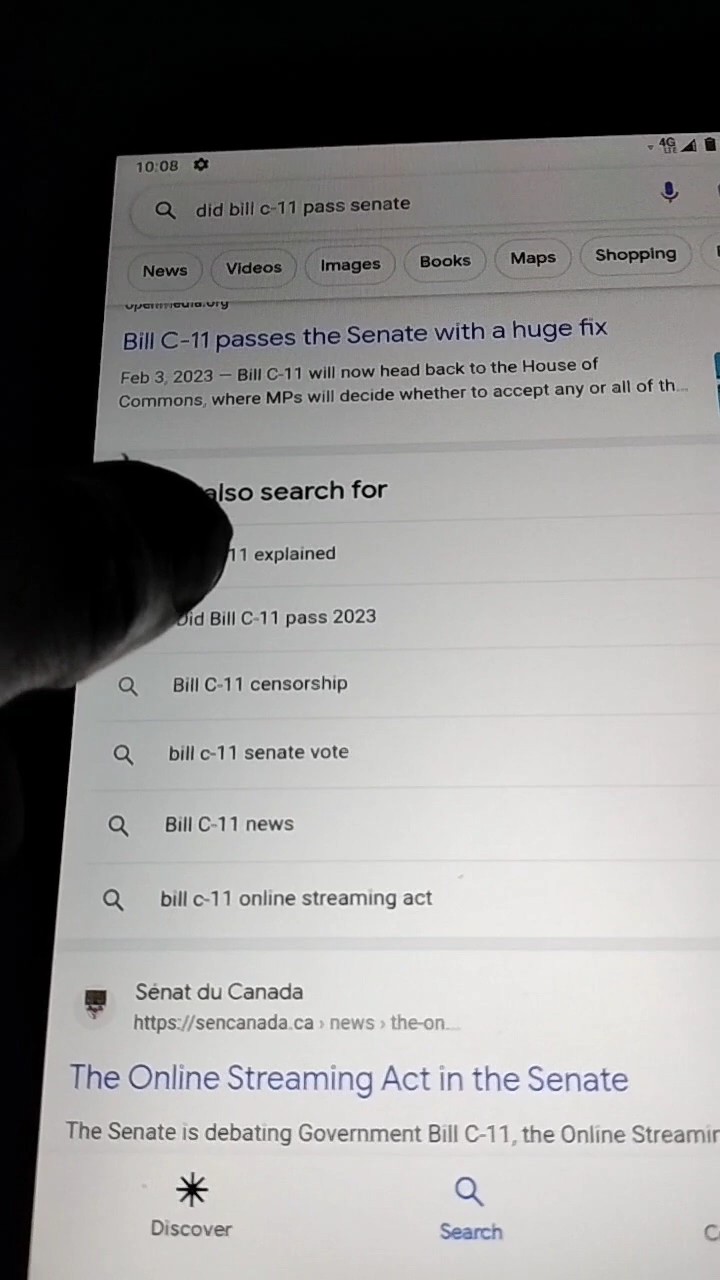 10:08
4G
LTE
did bill c-11 pass senate
News Videos Images Books Maps Shopping
openmedia.org
Bill C-11 passes the Senate with a huge fix
Feb 3, 2023 — Bill C-11 will now head back to the House of
Commons, where MPs will decide whether to accept any or all of th...
also search for
11 explained
Did Bill C-11 pass 2023
Bill C-11 censorship
bill c-11 senate vote
Bill C-11 news
bill c-11 online streaming act
Sénat du Canada
https://sencanada.ca › news › the-on...
The Online Streaming Act in the Senate
The Senate is debating Government Bill C-11, the Online Streamin
Discover Search